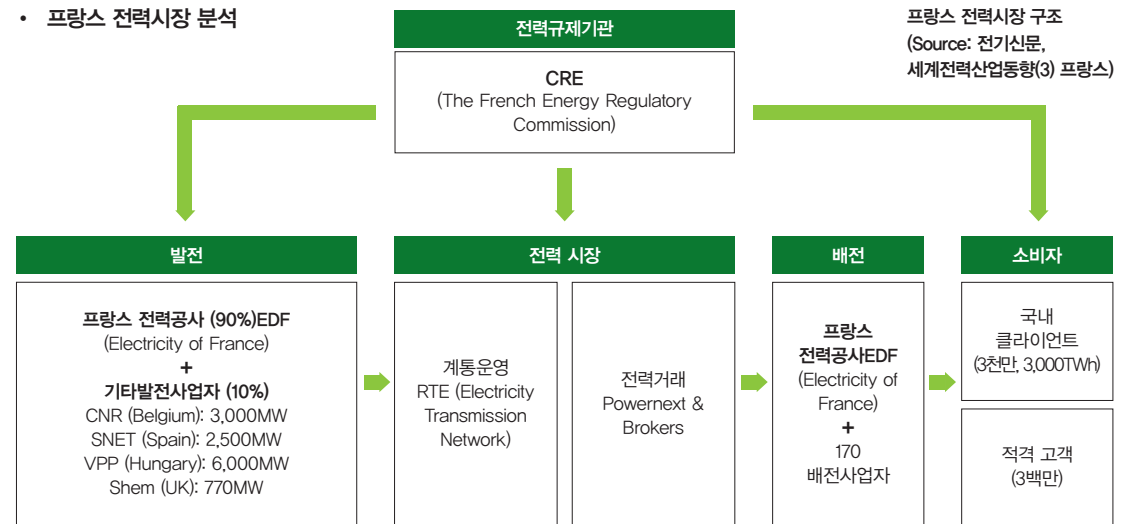 • 프랑스 전력시장 분석
프랑스 전력시장 구조
(Source: 전기신문,
세계전력산업동향(3) 프랑스)
전력규제기관
CRE
(The French Energy Regulatory
Commission)
발전
프랑스 전력공사 (90%)EDF
(Electricity of France)
+
기타발전사업자 (10%)
CNR (Belgium): 3,000MW
SNET (Spain): 2,500MW
VPP (Hungary): 6,000MW
Shem (UK): 770MW
전력 시장
계통운영
RTE (Electricity
Transmission
Network)
전력거래
Powernext &
Brokers
배전
프랑스
전력공사EDF
(Electricity of
France)
+
170
배전사업자
소비자
국내
클라이언트
(3천만, 3,000TWh)
적격 고객
(3백만)